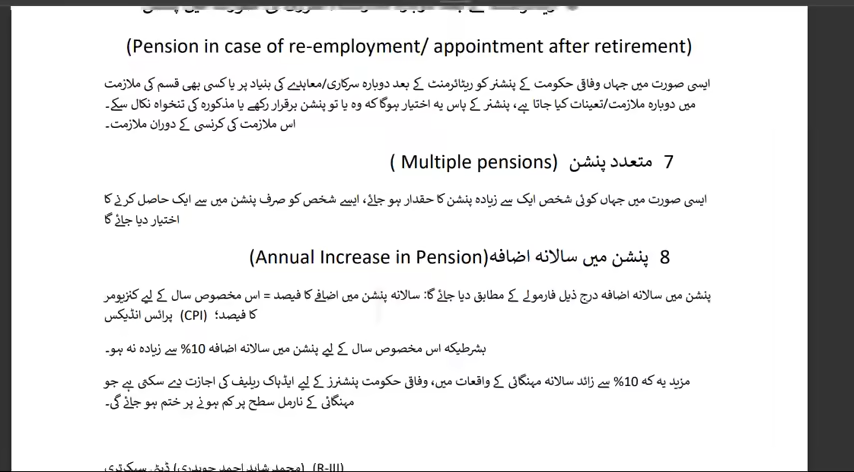 (Pension in case of re-employment/ appointment after retirement)
ایسی صورت میں جہاں وفاقی حکومت کے پنشنر کو ریٹائرمنٹ کے بعد دوبارہ سرکاری/معاہدے کی بنیاد پر یا کسی بھی قسم کی ملازمت
میں دوبارہ ملازمت/تعینات کیا جاتا ہے، پنشنر کے پاس یہ اختیار ہوگا کہ وہ یا تو پنشن برقرار رکھے یا مذکورہ کی تنخواہ نکال سکے۔
اس ملازمت کی کرنسی کے دوران ملازمت۔
7 متعدد پنشن (Multiple pensions )
ایسی صورت میں جہاں کوئی شخص ایک سے زیادہ پنشن کا حقدار ہو جائے، ایسے شخص کو صرف پنشن میں سے ایک حاصل کرنے کا
اختیار دیا جائے گا
8 پنشن میں سالانہ اضافہ(Annual Increase in Pension)
پنشن میں سالانہ اضافہ درج ذیل فارمولے کے مطابق دیا جائے گا: سالانہ پنشن میں اضافے کا فیصد = اس مخصوص سال کے لیے کنزیومر
پرائس انڈیکس (CPI) کا فیصد؛
بشرطیکہ اس مخصوص سال کے لیے پنشن میں سالانہ اضافہ 10% سے زیادہ نہ ہو۔
مزید یہ کہ 10% سے زائد سالانہ مہنگائی کے واقعات میں، وفاقی حکومت پنشنرز کے لیے ایڈہاک ریلیف کی اجازت دے سکتی ہے جو
مہنگائی کے نارمل سطح پر کم ہونے پر ختم ہو جائے گی۔
(محمد شاہد احمد چوہدری) ڈپٹی سیکرٹری (R-III)